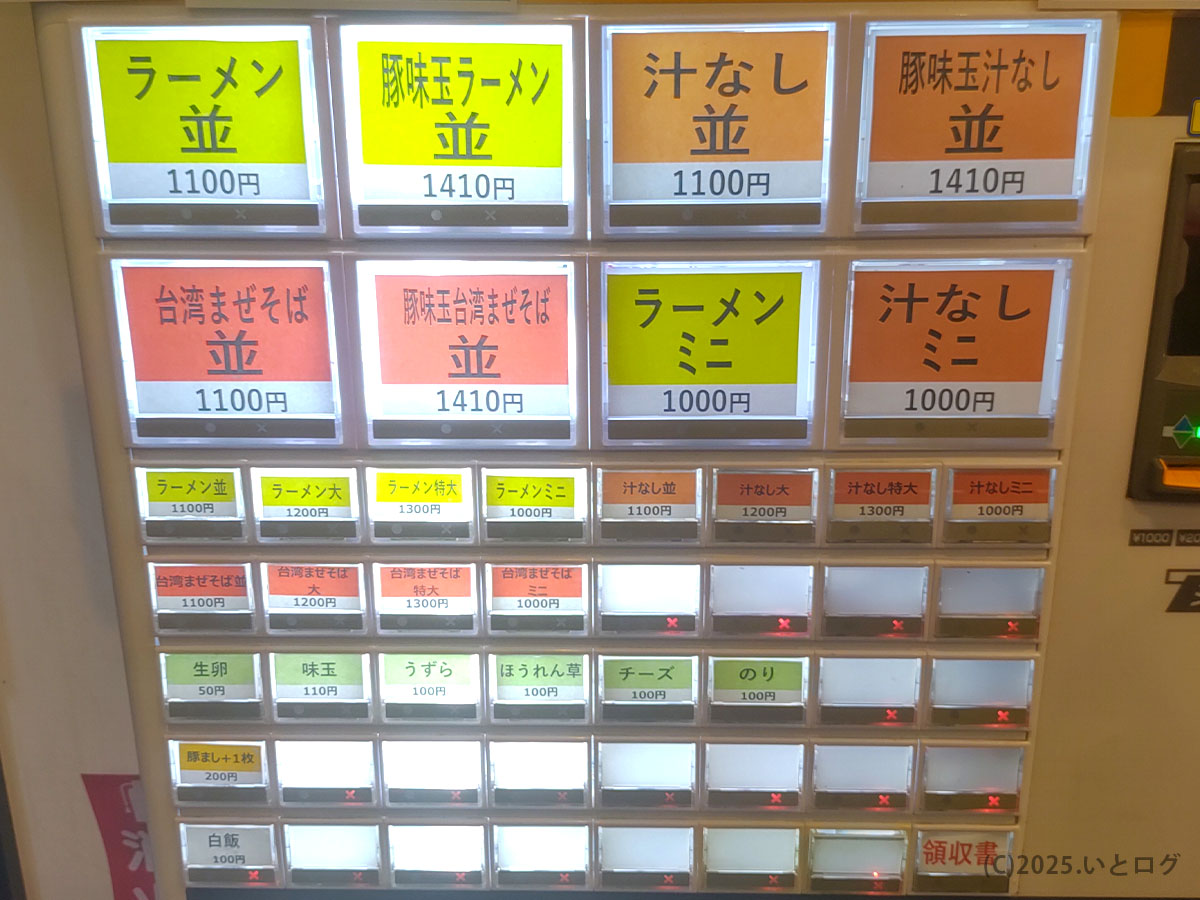 ラーメン
並
1100円
豚味玉ラーメン
並
1410円
汁なし
並
1100円
豚味玉汁なし
並
1410円
台湾まぜそば
並
1100円
豚味玉台湾まぜそば
並
1410円
ラーメン
ミニ
1000円
汁なし
ミニ
1000円
ラーメン並
1100円
ラーメン大
1200円
ラーメン特大
1300円
ラーメンミニ
1000円
汁なし並
1100円
汁なし大
1200円
汁なし特大
1300円
汁なしミニ
1000円
台湾まぜそば並
1100円
台湾まぜそば
大
1200円
台湾まぜそば
特大
1300円
台湾まぜそば
ミニ
1000円
生卵
50円
味玉
110円
うずら
100円
ほうれん草
100円
チーズ
100円
のり
100円
豚まし+1枚
200円
白飯
100円
領収書
¥1000
(C)2025.いとログ